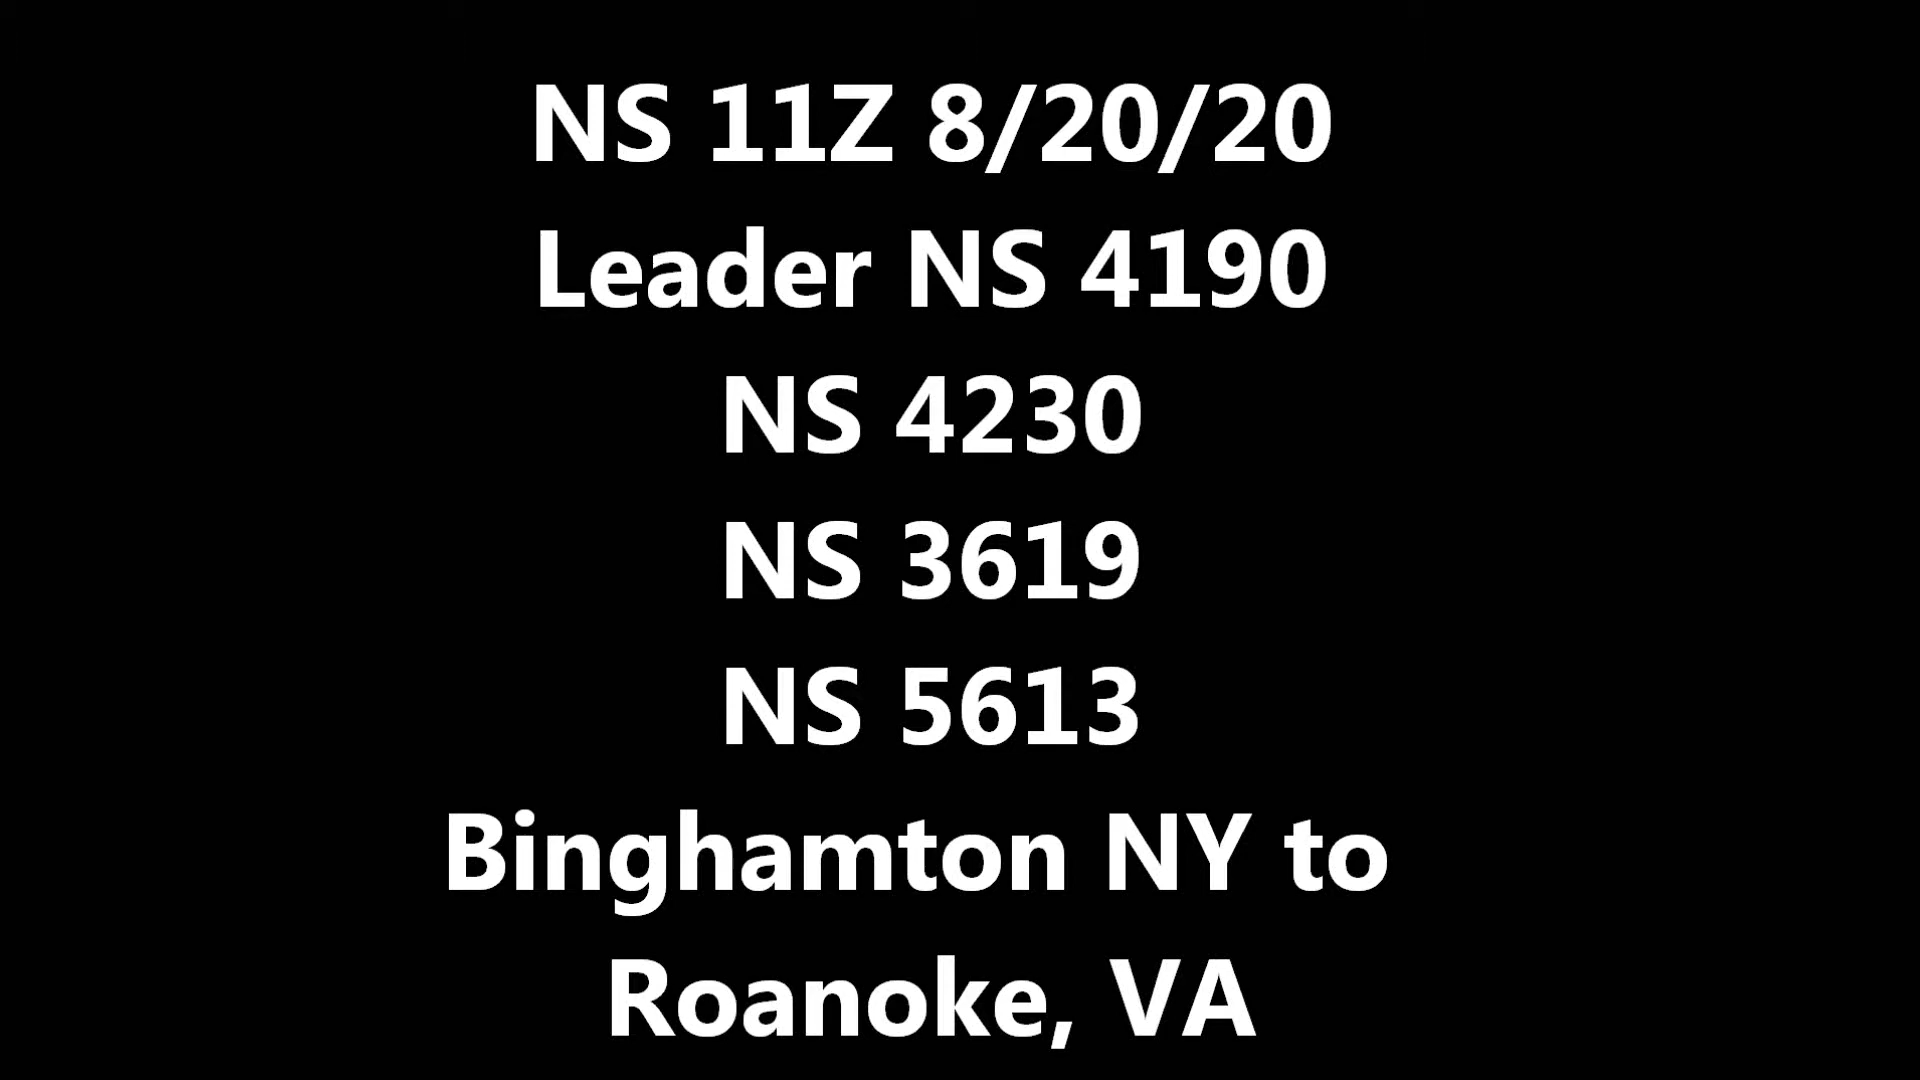 NS 11Z 8/20/20
Leader NS 4190
NS 4230
NS 3619
NS 5613
Binghamton NY to
Roanoke, VA